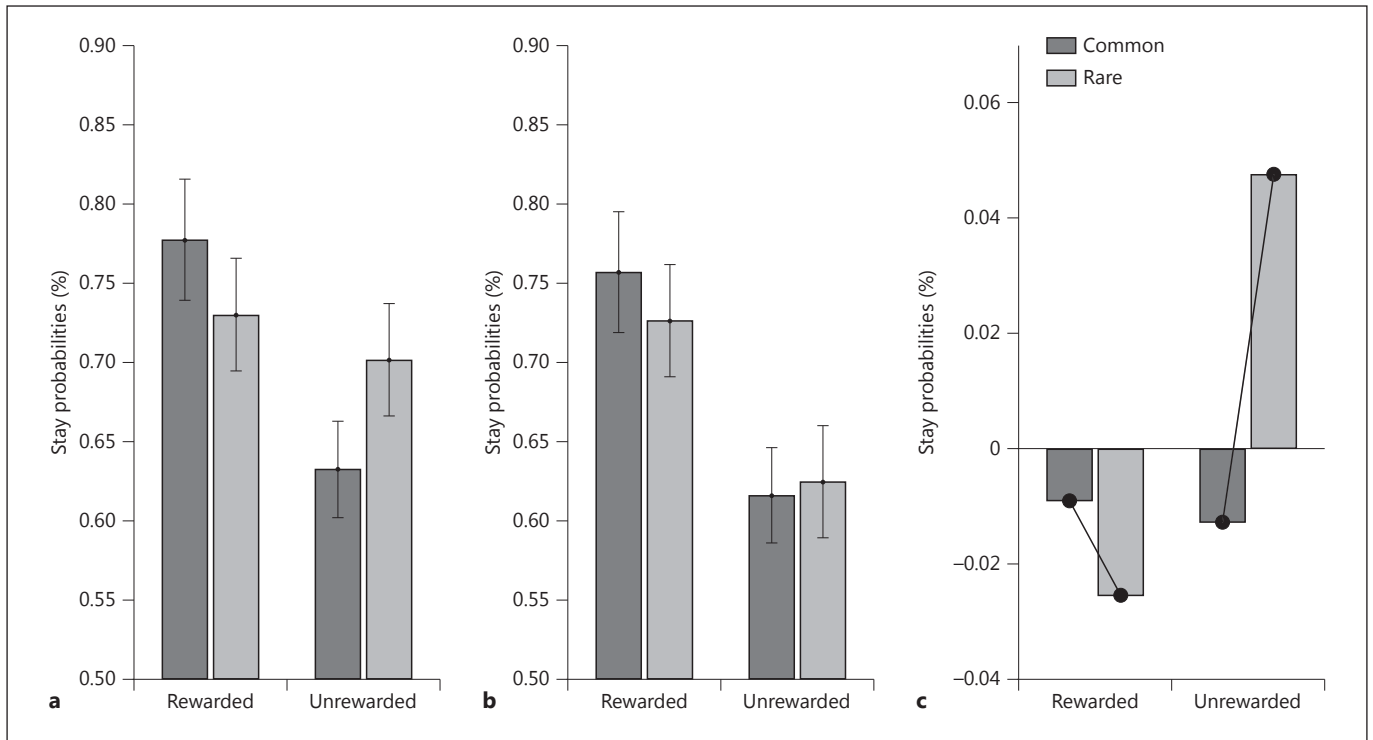 0.90
0.85
0.80
0.75
0.70
0.65
0.60
0.55
0.50
Stay probabilities (%)
Rewarded
Unrewarded
a
0.90
0.85
0.80
0.75
0.70
0.65
0.60
0.55
0.50
Stay probabilities (%)
Rewarded
Unrewarded
b
Common
Rare
0.06
0.04
0.02
0
–0.02
–0.04
Stay probabilities (%)
Rewarded
Unrewarded
c